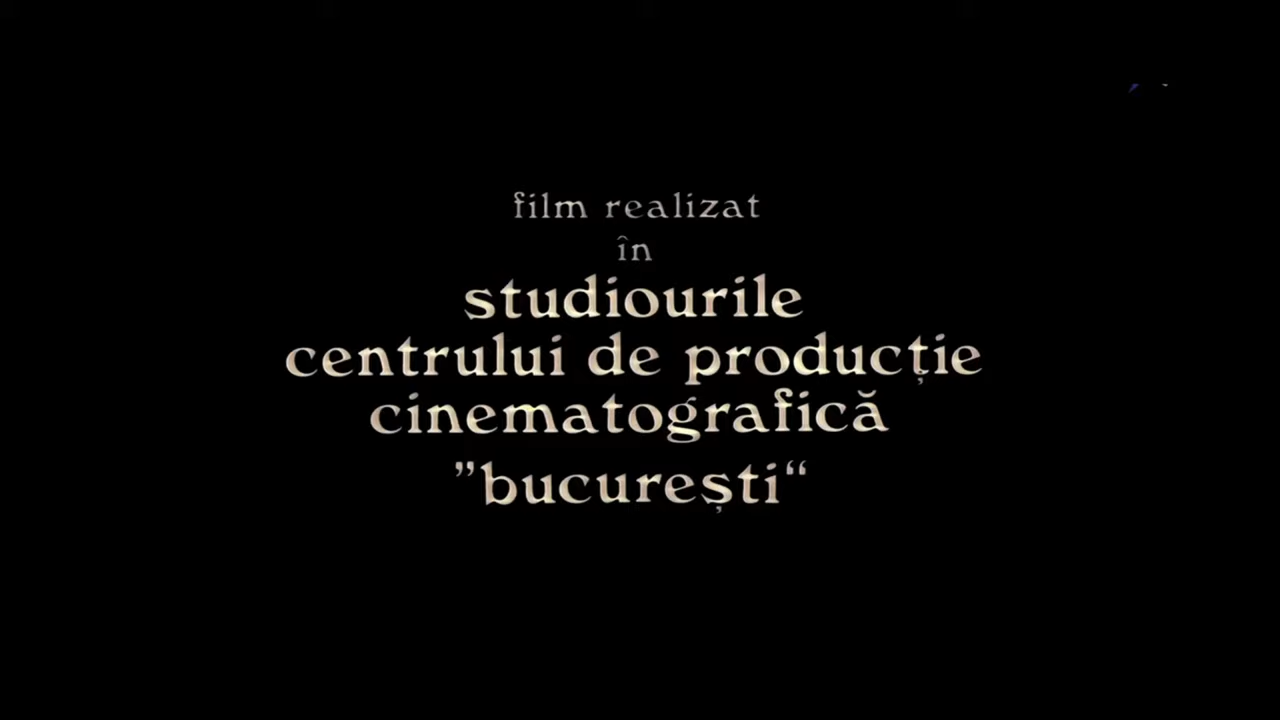 film realizat
în
studiourile
centrului de producție
cinematografică
”bucurești“